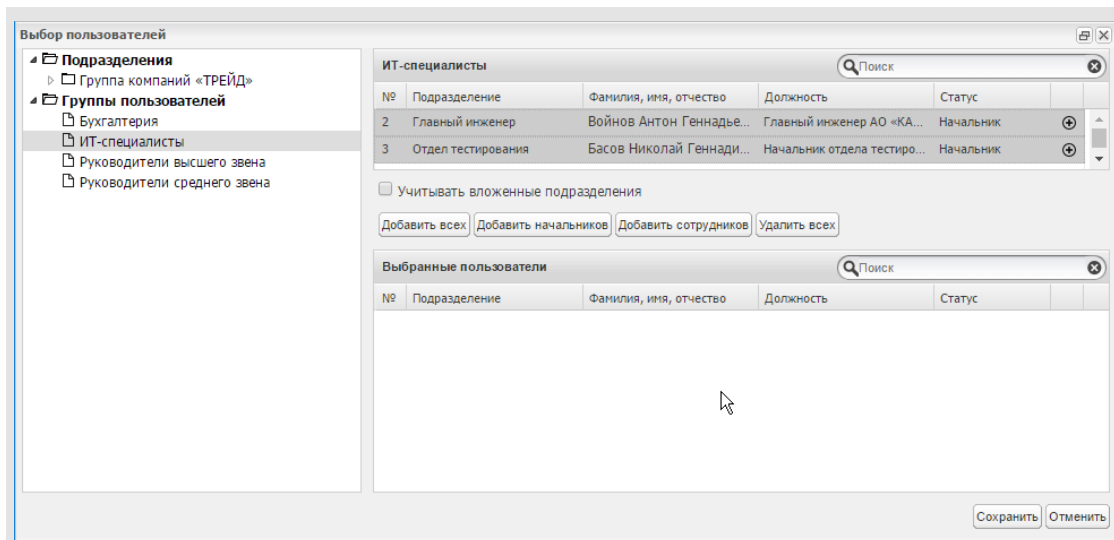 Выбор пользователей
Подразделения
Группа компаний «ТРЕЙД»
Группы пользователей
Бухгалтерия
ИТ-специалисты
Руководители высшего звена
Руководители среднего звена
ИТ-специалисты Поиск
№ Подразделение Фамилия, имя, отчество Должность Статус
2 Главный инженер Войнов Антон Геннадье... Главный инженер АО «КА... Начальник
3 Отдел тестирования Басов Николай Геннади... Начальник отдела тестиро... Начальник
Учитывать вложенные подразделения
Добавить всех Добавить начальников Добавить сотрудников Удалить всех
Выбранные пользователи Поиск
№ Подразделение Фамилия, имя, отчество Должность Статус
Сохранить Отменить